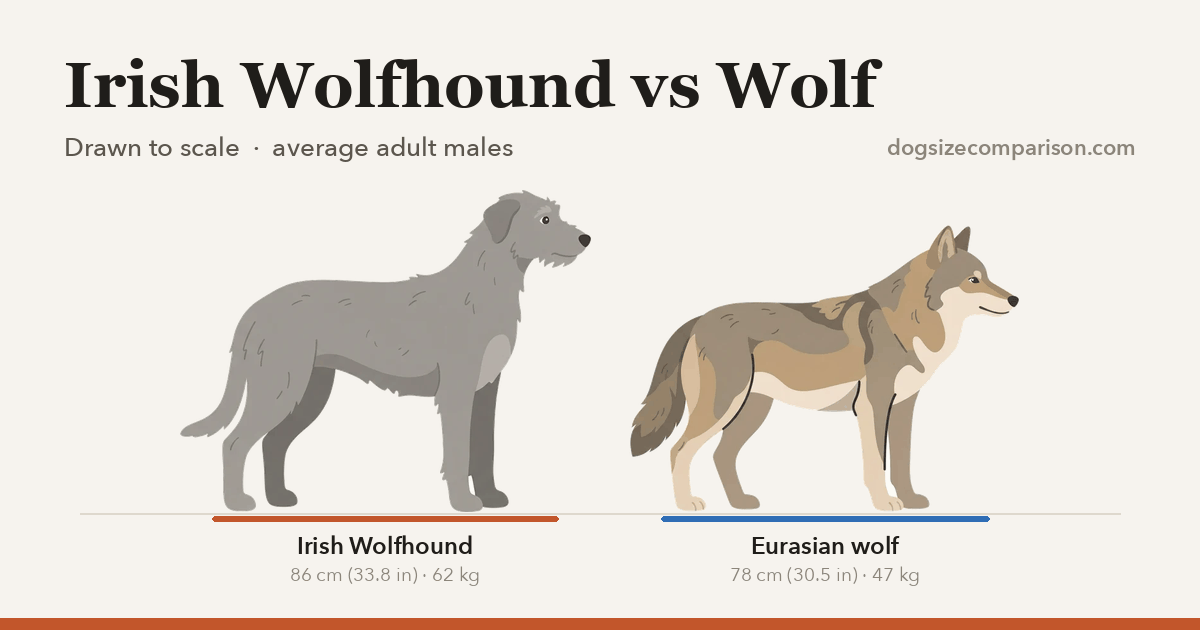 Irish Wolfhound vs Wolf
Drawn to scale · average adult males
dogsizecomparison.com
Irish Wolfhound
86 cm (33.8 in) · 62 kg
Eurasian wolf
78 cm (30.5 in) · 47 kg